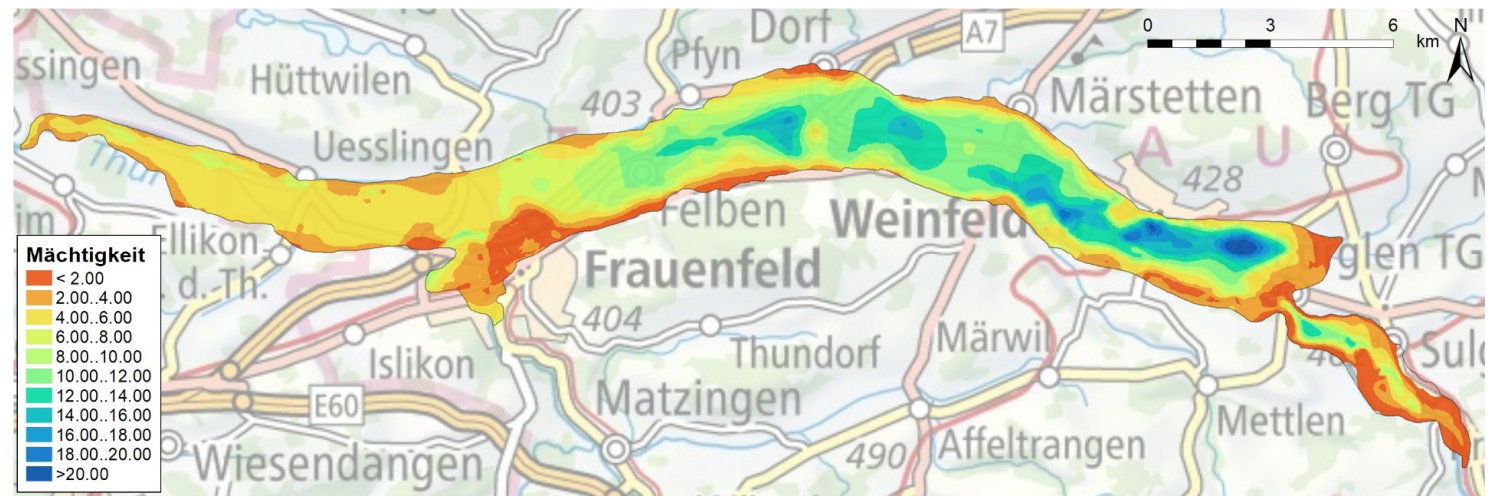 0 3 6
km
N
A7
Dorf
Pfyn
ssingen
Hüttwilen
403
Märstetten
Berg TG
Uesslingen
T
A
U
Thur
428
im
Felben
Weinfeld
Ellikon
. d. Th.
glen TG
Frauenfeld
404
Islikon
Thundorf
Märwil
Sulg
E60
Matzingen
Mettlen
Wiesendangen
490
Affeltrangen
Mächtigkeit
< 2.00
2.00..4.00
4.00..6.00
6.00..8.00
8.00..10.00
10.00..12.00
12.00..14.00
14.00..16.00
16.00..18.00
18.00..20.00
>20.00